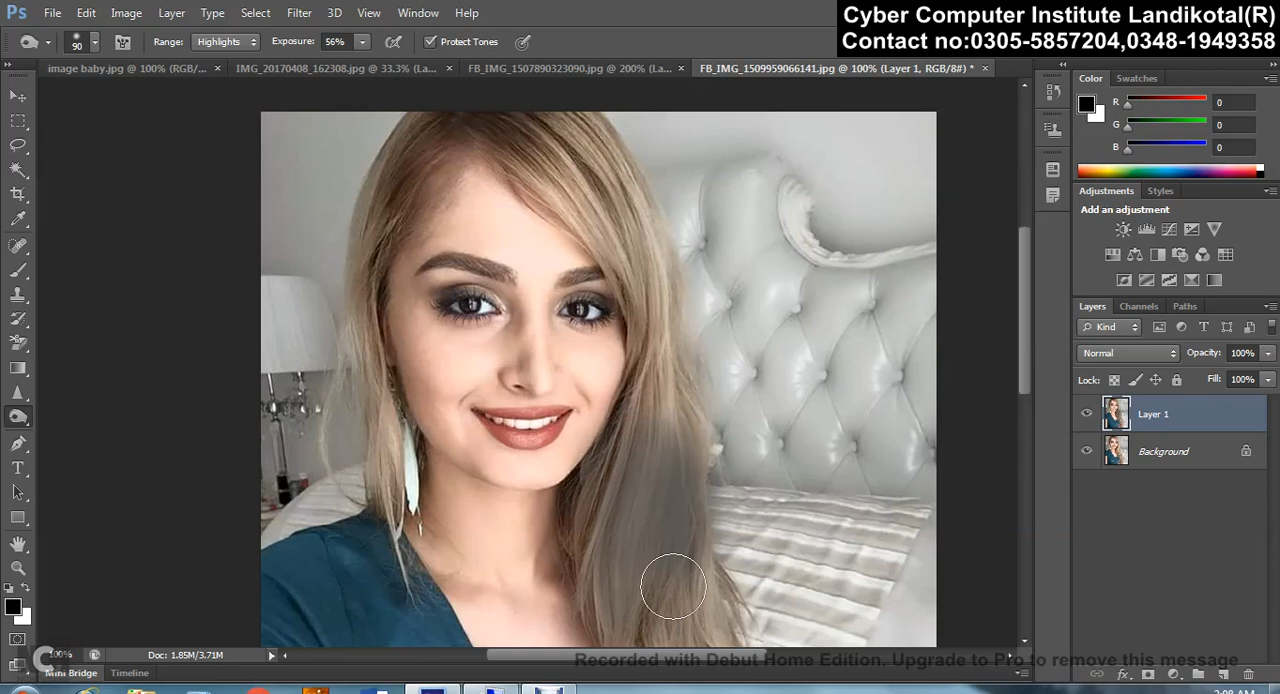 Ps File Edit Image Layer Type Select Filter 3D View Window Help
Cyber Computer Institute Landikotal(R)
Contact no:0305-5857204,0348-1949358
90 Range: Highlights Exposure: 56% Protect Tones
image baby.jpg @ 100% (RGB/... × IMG_20170408_162308.jpg @ 33.3% (La... × FB_IMG_1507890323090.jpg @ 200% (La... × FB_IMG_1509959066141.jpg @ 100% (Layer 1, RGB/8#) * ×
Color Swatches
R 0
G 0
B 0
Adjustments Styles
Add an adjustment
Layers Channels Paths
Kind
Normal Opacity: 100%
Lock: Fill: 100%
Layer 1
Background
100% Doc: 1.85M/3.71M
Recorded with Debut Home Edition. Upgrade to Pro to remove this message
Mini Bridge Timeline